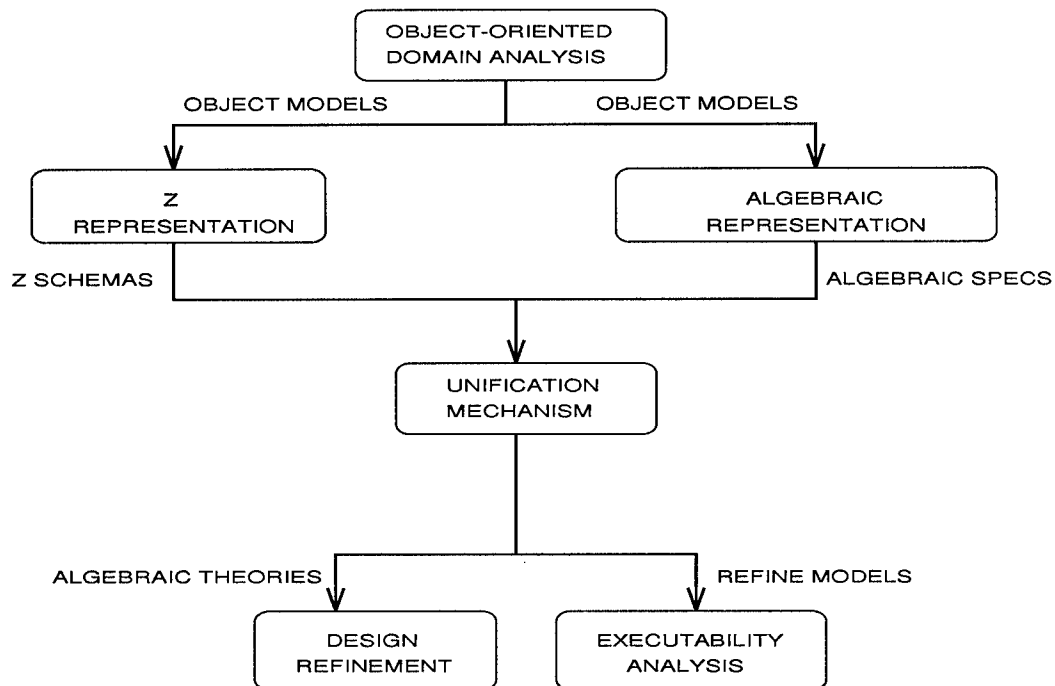 OBJECT-ORIENTED
DOMAIN ANALYSIS
OBJECT MODELS
OBJECT MODELS
Z
REPRESENTATION
ALGEBRAIC
REPRESENTATION
Z SCHEMAS
ALGEBRAIC SPECS
UNIFICATION
MECHANISM
ALGEBRAIC THEORIES
REFINE MODELS
DESIGN
REFINEMENT
EXECUTABILITY
ANALYSIS